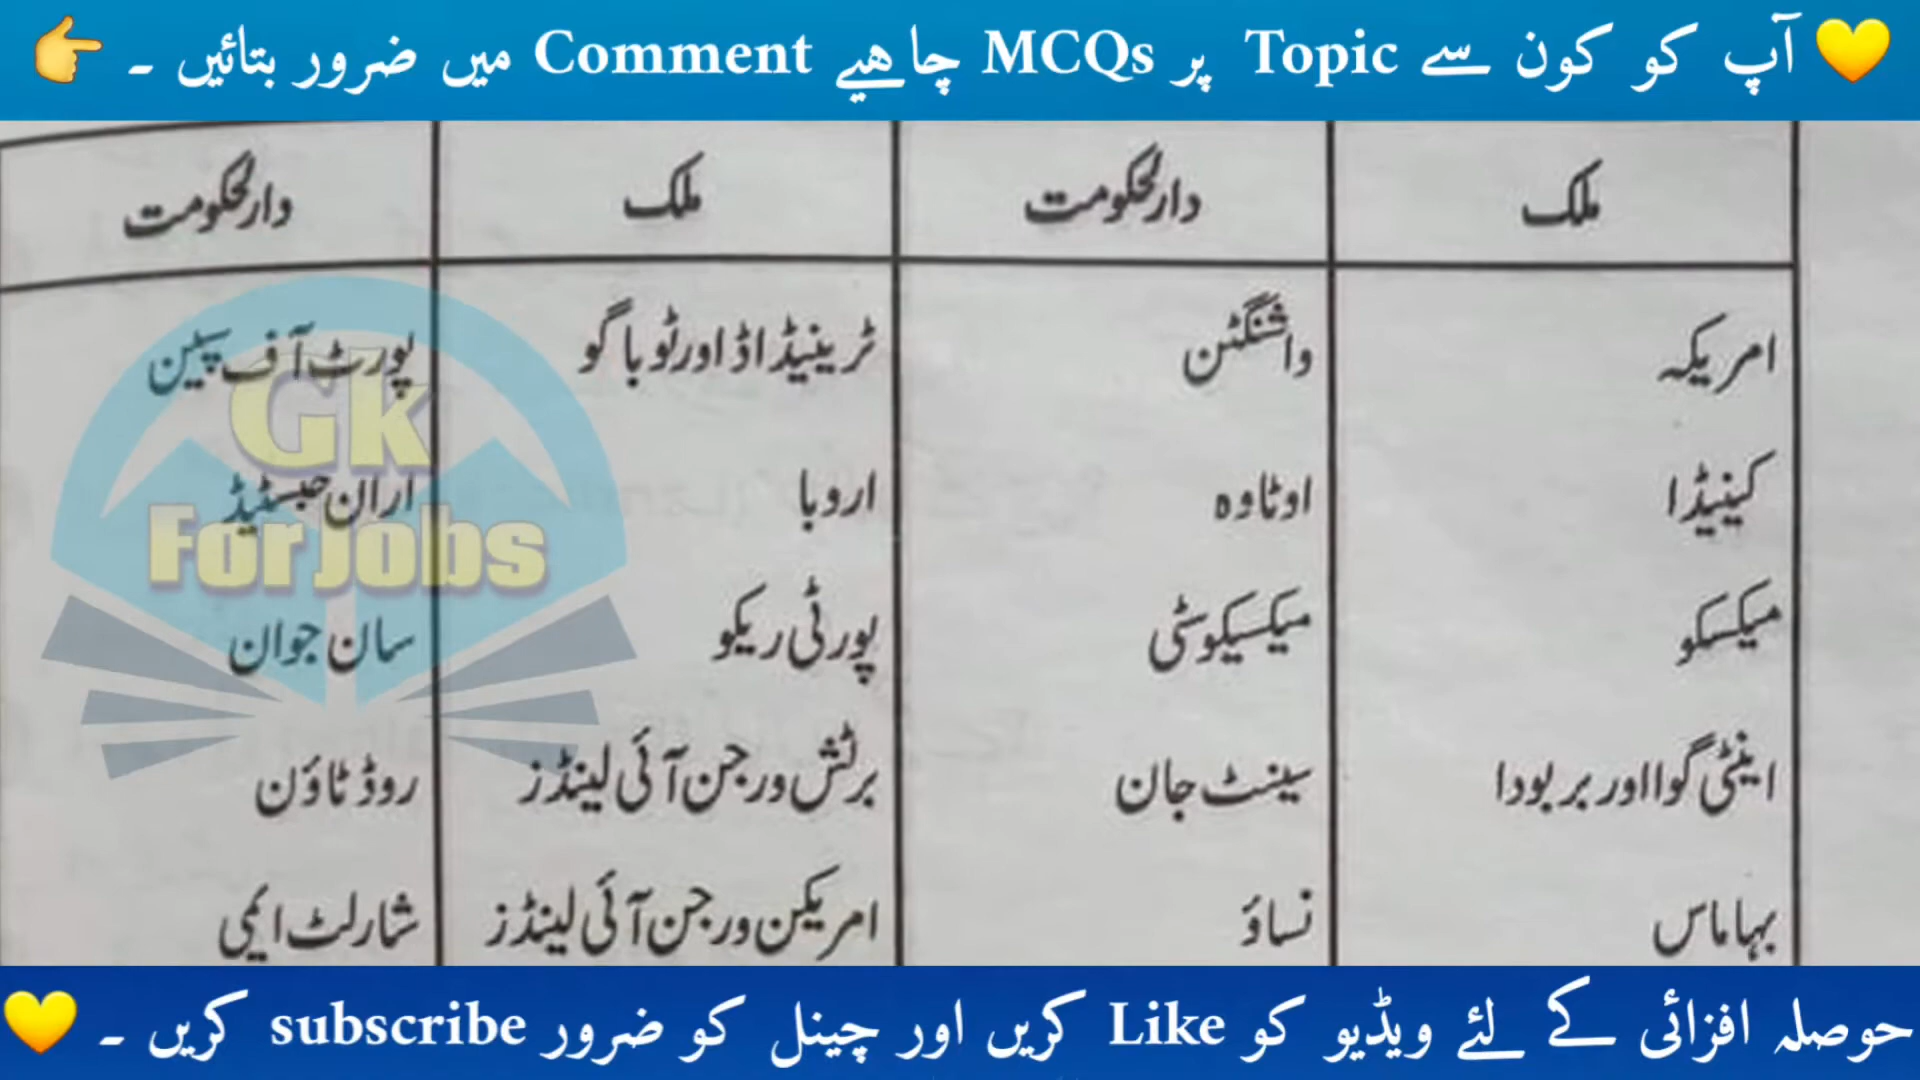 💛 آپ کو کون سے Topic پر MCQs چاہیے Comment میں ضرور بتائیں ۔ 👉
ملک دارلحکومت ملک دارلحکومت
امریکہ واشنگٹن ٹرینیڈاڈ اور ٹوباگو پورٹ آف سپین
کینیڈا اوٹاوہ اروبا اران جسٹیڈ
میکسکو میکسیکو سٹی پورٹی ریکو سان جوان
اینٹی گوا اور بربودا سینٹ جان برٹش ورجن آئی لینڈز روڈ ٹاؤن
بہاماس نساؤ امریکن ورجن آئی لینڈز شارلٹ ایمی
Gk
For Jobs
حوصلہ افزائی کے لئے ویڈیو کو Like کریں اور چینل کو ضرور subscribe کریں ۔ 💛